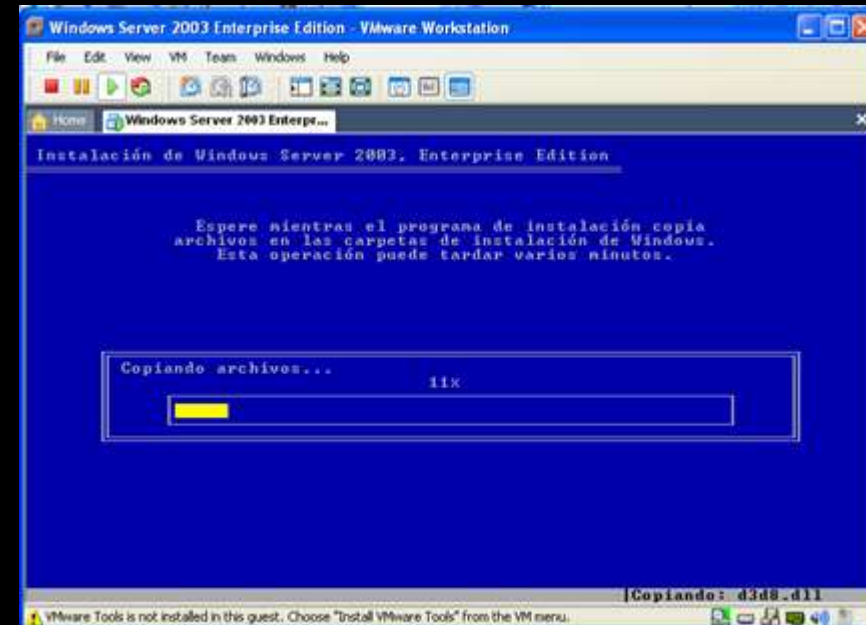 Windows Server 2003 Enterprise Edition - VMware Workstation
File Edit View VM Team Windows Help
Home Windows Server 2003 Enterpr...
Instalación de Windows Server 2003, Enterprise Edition
Espere mientras el programa de instalación copia
archivos en las carpetas de instalación de Windows.
Esta operación puede tardar varios minutos.
Copiando archivos...
11%
Copiando: d3d8.dll
VMware Tools is not installed in this guest. Choose "Install VMware Tools" from the VM menu.